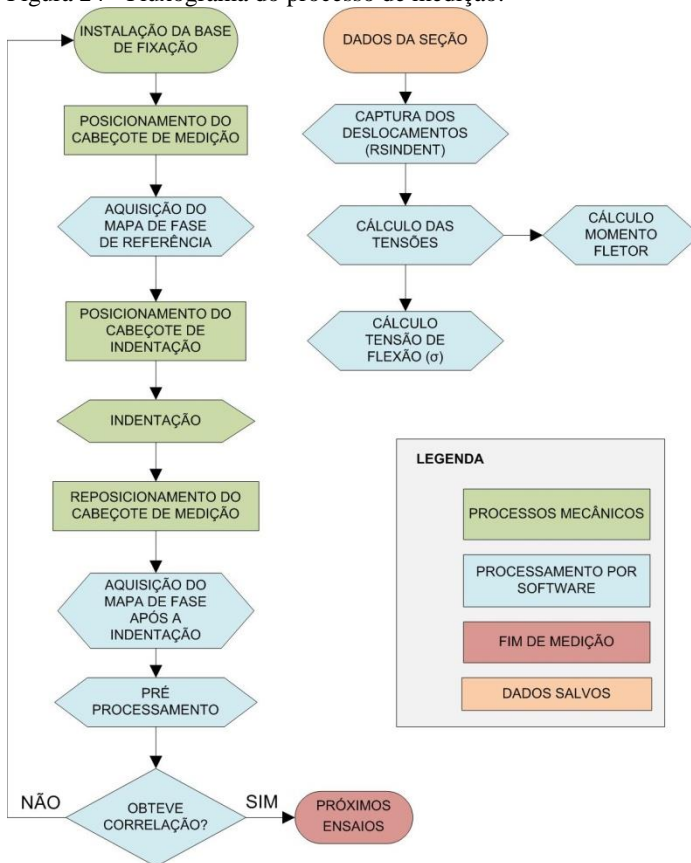 Figura 24 - Fluxograma do processo de medição.
INSTALAÇÃO DA BASE
DE FIXAÇÃO
POSICIONAMENTO DO
CABEÇOTE DE MEDIÇÃO
AQUISIÇÃO DO
MAPA DE FASE
DE REFERÊNCIA
POSICIONAMENTO DO
CABEÇOTE DE
INDENTAÇÃO
INDENTAÇÃO
REPOSICIONAMENTO DO
CABEÇOTE DE MEDIÇÃO
AQUISIÇÃO DO
MAPA DE FASE
APÓS A
INDENTAÇÃO
PRÉ
PROCESSAMENTO
OBTEVE
CORRELAÇÃO?
NÃO
SIM
PRÓXIMOS
ENSAIOS
DADOS DA SEÇÃO
CAPTURA DOS
DESLOCAMENTOS
(RSINDENT)
CÁLCULO DAS
TENSÕES
CÁLCULO
MOMENTO
FLETOR
CÁLCULO
TENSÃO DE
FLEXÃO (σ)
LEGENDA
PROCESSOS MECÂNICOS
PROCESSAMENTO POR
SOFTWARE
FIM DE MEDIÇÃO
DADOS SALVOS